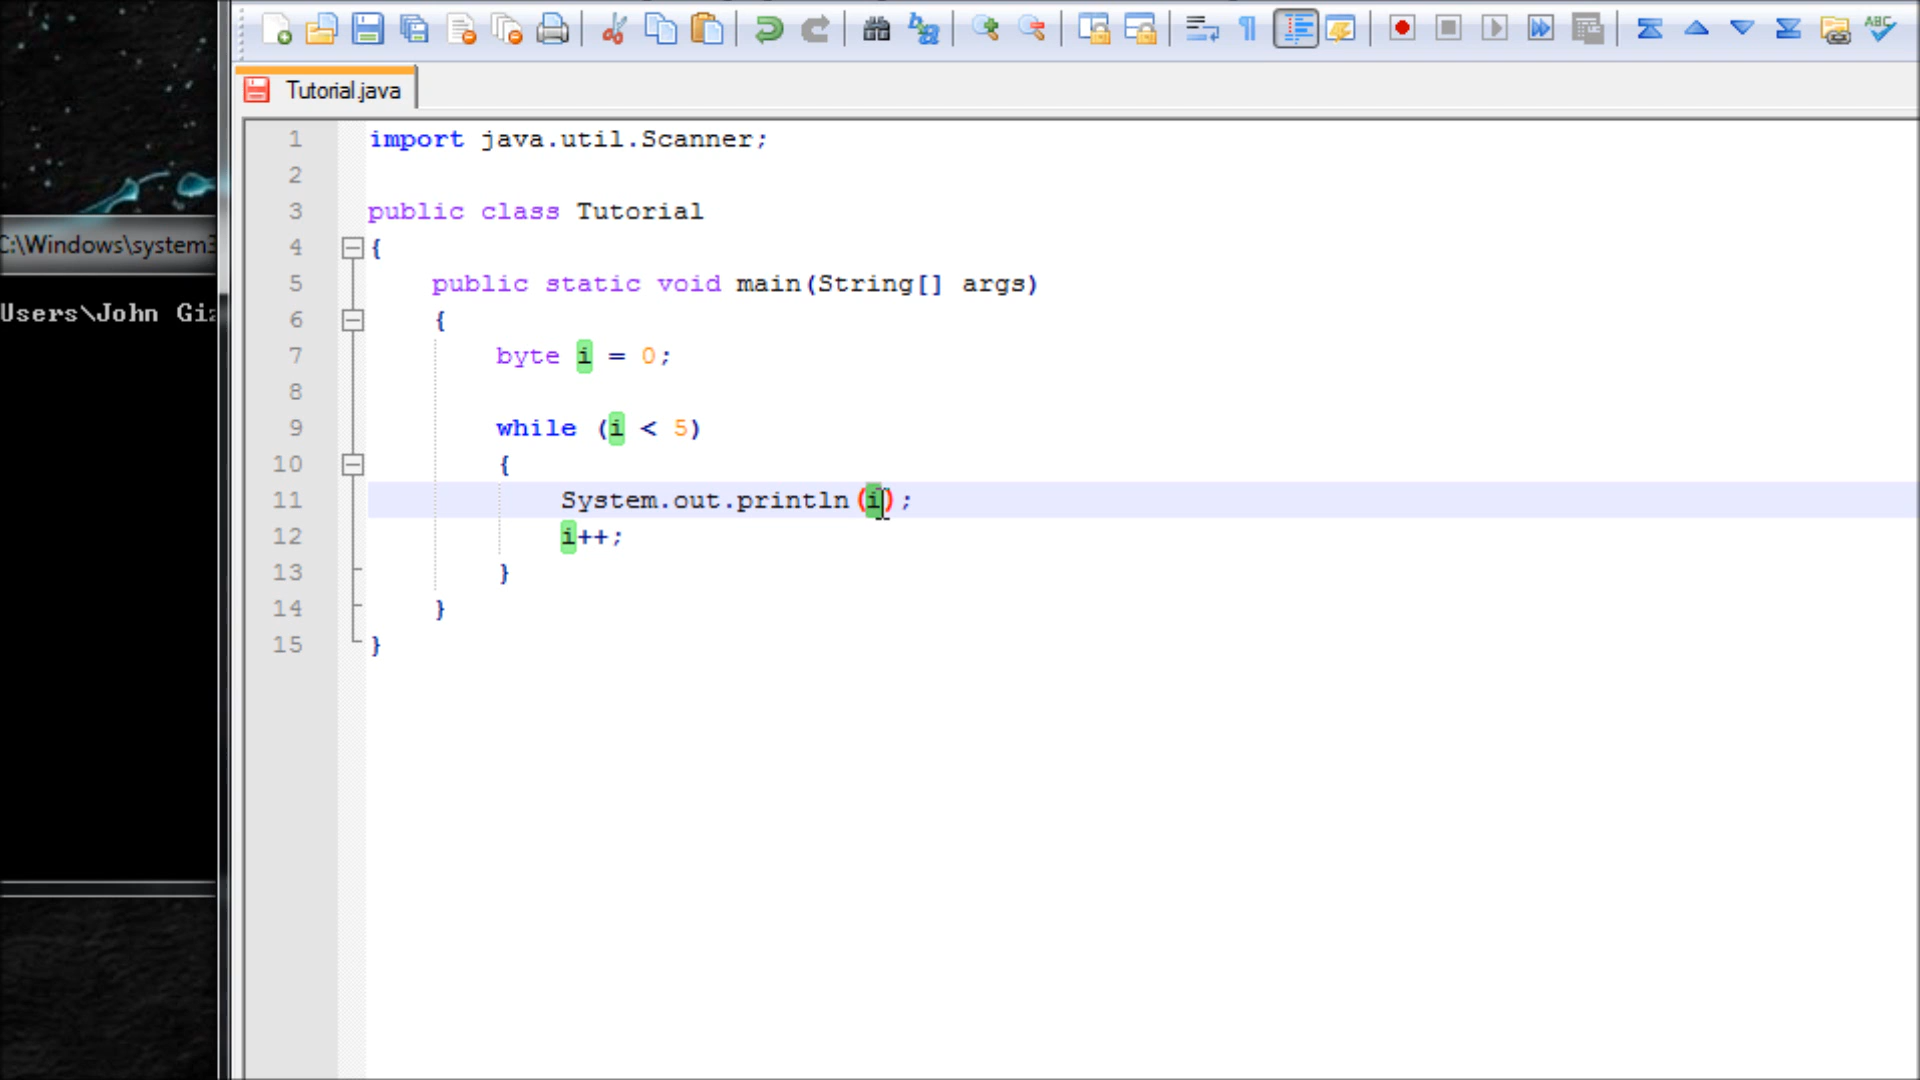 ABC
Tutorial.java
C:\Windows\system3
Users\John Gi
1 import java.util.Scanner;
2
3 public class Tutorial
4 {
5 public static void main(String[] args)
6 {
7 byte i = 0;
8
9 while (i < 5)
10 {
11 System.out.println(i);
12 i++;
13 }
14 }
15 }